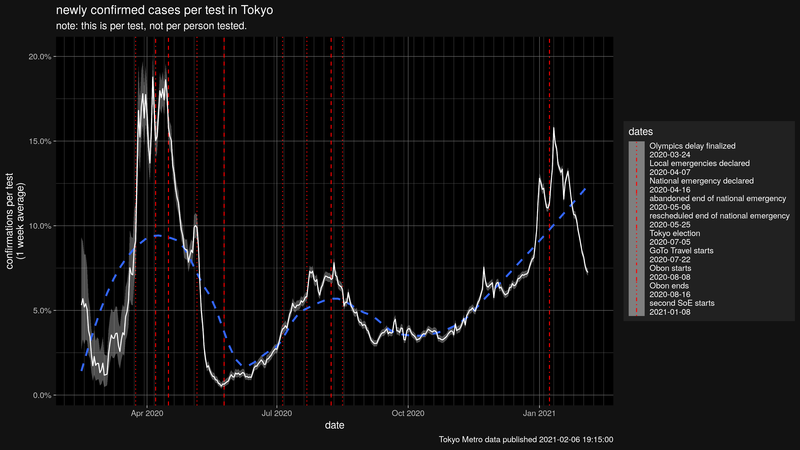 newly confirmed cases per test in Tokyo
note: this is per test, not per person tested.
20.0%
15.0%
10.0%
5.0%
0.0%
confirmations per test
(1 week average)
Apr 2020
Jul 2020
Oct 2020
Jan 2021
date
dates
Olympics delay finalized
2020-03-24
Local emergencies declared
2020-04-07
National emergency declared
2020-04-16
abandoned end of national emergency
2020-05-06
rescheduled end of national emergency
2020-05-25
Tokyo election
2020-07-05
GoTo Travel starts
2020-07-22
Obon starts
2020-08-08
Obon ends
2020-08-16
second SoE starts
2021-01-08
Tokyo Metro data published 2021-02-06 19:15:00